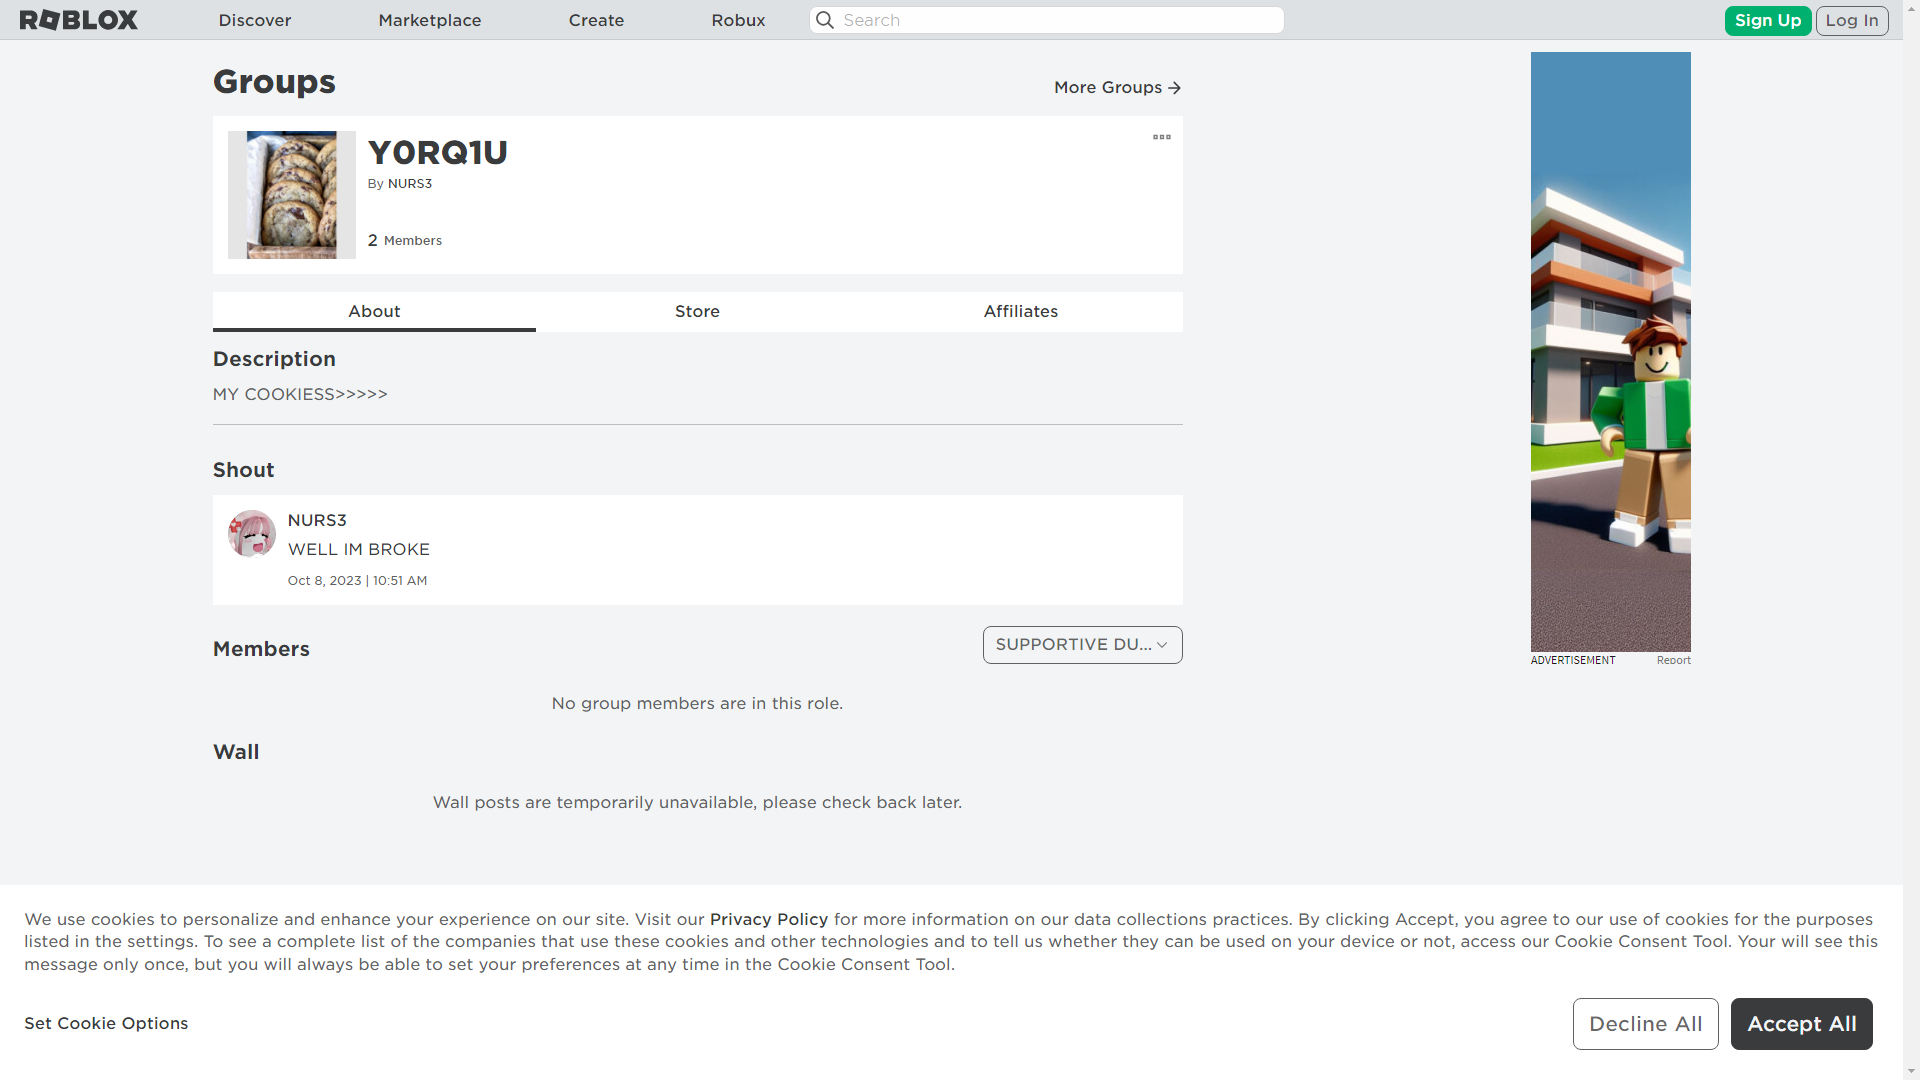 ROBLOX Discover Marketplace Create Robux Search Sign Up Log In
Groups
More Groups
Y0RQ1U
By NURS3
2 Members
About Store Affiliates
Description
MY COOKIESS>>>>>
Shout
NURS3
WELL IM BROKE
Oct 8, 2023 | 10:51 AM
Members
SUPPORTIVE DU...
No group members are in this role.
Wall
Wall posts are temporarily unavailable, please check back later.
ADVERTISEMENT Report
We use cookies to personalize and enhance your experience on our site. Visit our Privacy Policy for more information on our data collections practices. By clicking Accept, you agree to our use of cookies for the purposes
listed in the settings. To see a complete list of the companies that use these cookies and other technologies and to tell us whether they can be used on your device or not, access our Cookie Consent Tool. Your will see this
message only once, but you will always be able to set your preferences at any time in the Cookie Consent Tool.
Set Cookie Options
Decline All
Accept All